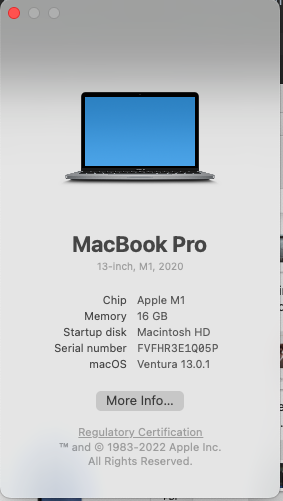 MacBook Pro
13-inch, M1, 2020
Chip Apple M1
Memory 16 GB
Startup disk Macintosh HD
Serial number FVFHR3E1Q05P
macOS Ventura 13.0.1
More Info...
Regulatory Certification
™ and © 1983-2022 Apple Inc.
All Rights Reserved.